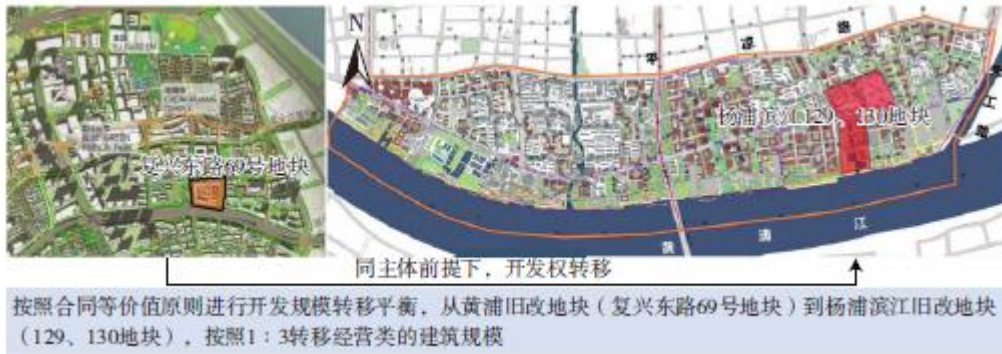 N
复兴东路69号地块
平
凉
路
杨浦滨江129、130地块
黄
浦
江
同主体前提下，开发权转移
按照合同等价值原则进行开发规模转移平衡，从黄浦旧改地块（复兴东路69号地块）到杨浦滨江旧改地块
（129、130地块），按照1：3转移经营类的建筑规模